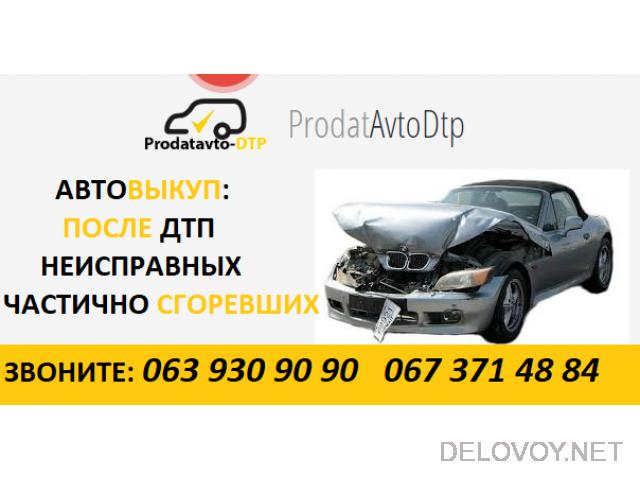 Prodatavto-DTP
ProdatAvtoDtp
АВТОВЫКУП:
ПОСЛЕ ДТП
НЕИСПРАВНЫХ
ЧАСТИЧНО СГОРЕВШИХ
ЗВОНИТЕ: 063 930 90 90 067 371 48 84
DELOVOY.NET